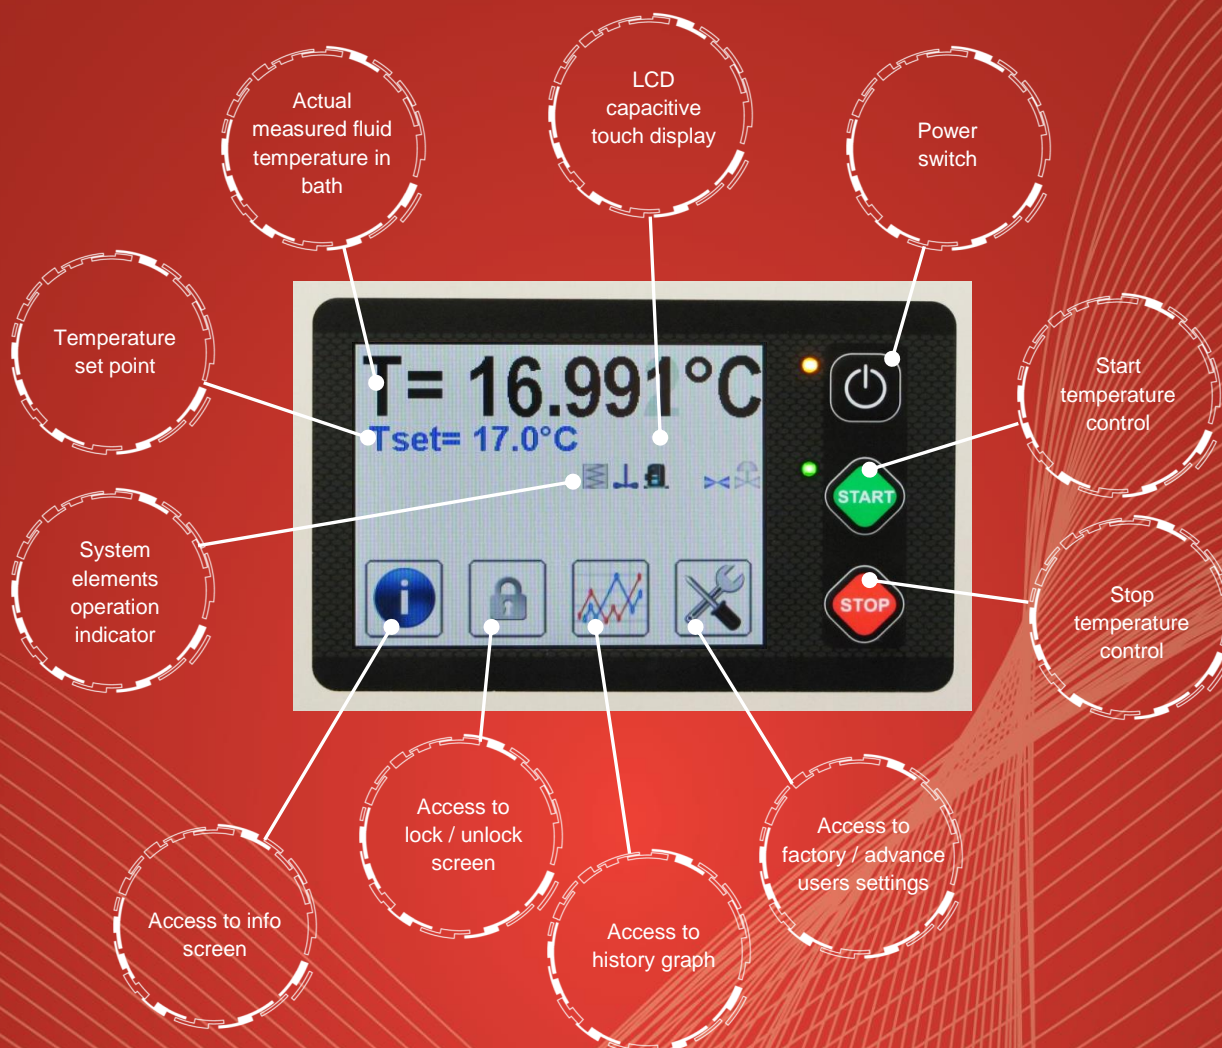 Actual
measured fluid
temperature in
bath
LCD
capacitive
touch display
Power
switch
Temperature
set point
Start
temperature
control
T= 16.991°C
Tset= 17.0°C
START
System
elements
operation
indicator
STOP
Stop
temperature
control
i
Access to
lock / unlock
screen
Access to
factory / advance
users settings
Access to info
screen
Access to
history graph